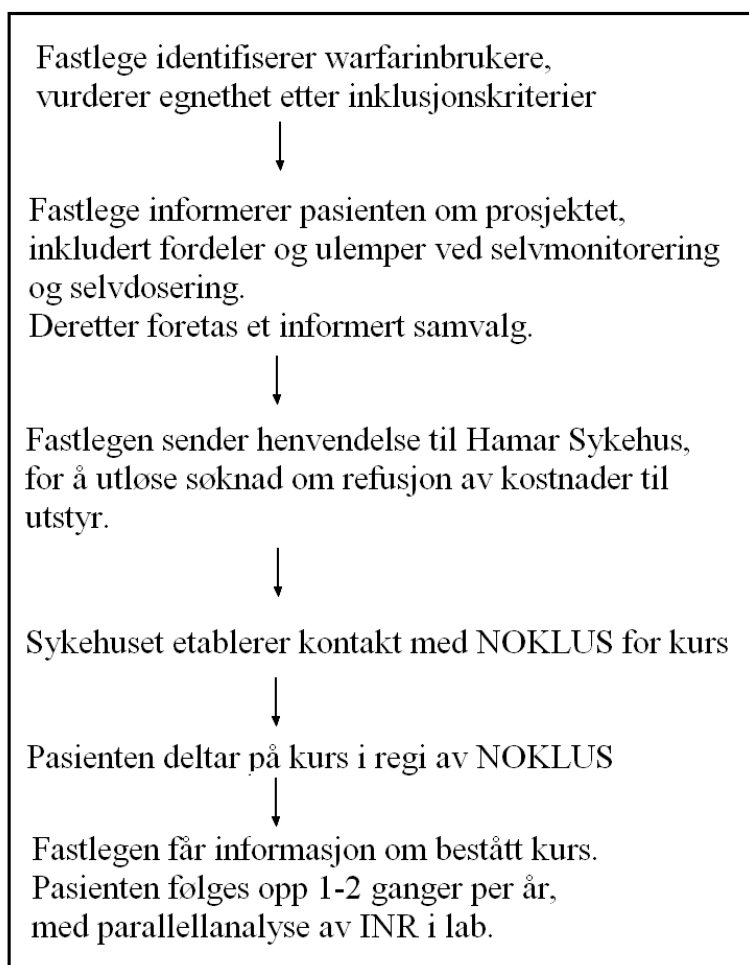 Fastlege identifiserer warfarinbrukere,
vurderer egnethet etter inklusjonskriterier
Fastlege informerer pasienten om prosjektet,
inkludert fordeler og ulemper ved selvmonitorering
og selvdosering.
Deretter foretas et informert samvalg.
Fastlegen sender henvendelse til Hamar Sykehus,
for å utløse søknad om refusjon av kostnader til
utstyr.
Sykehuset etablerer kontakt med NOKLUS for kurs
Pasienten deltar på kurs i regi av NOKLUS
Fastlegen får informasjon om bestått kurs.
Pasienten følges opp 1-2 ganger per år,
med parallellanalyse av INR i lab.